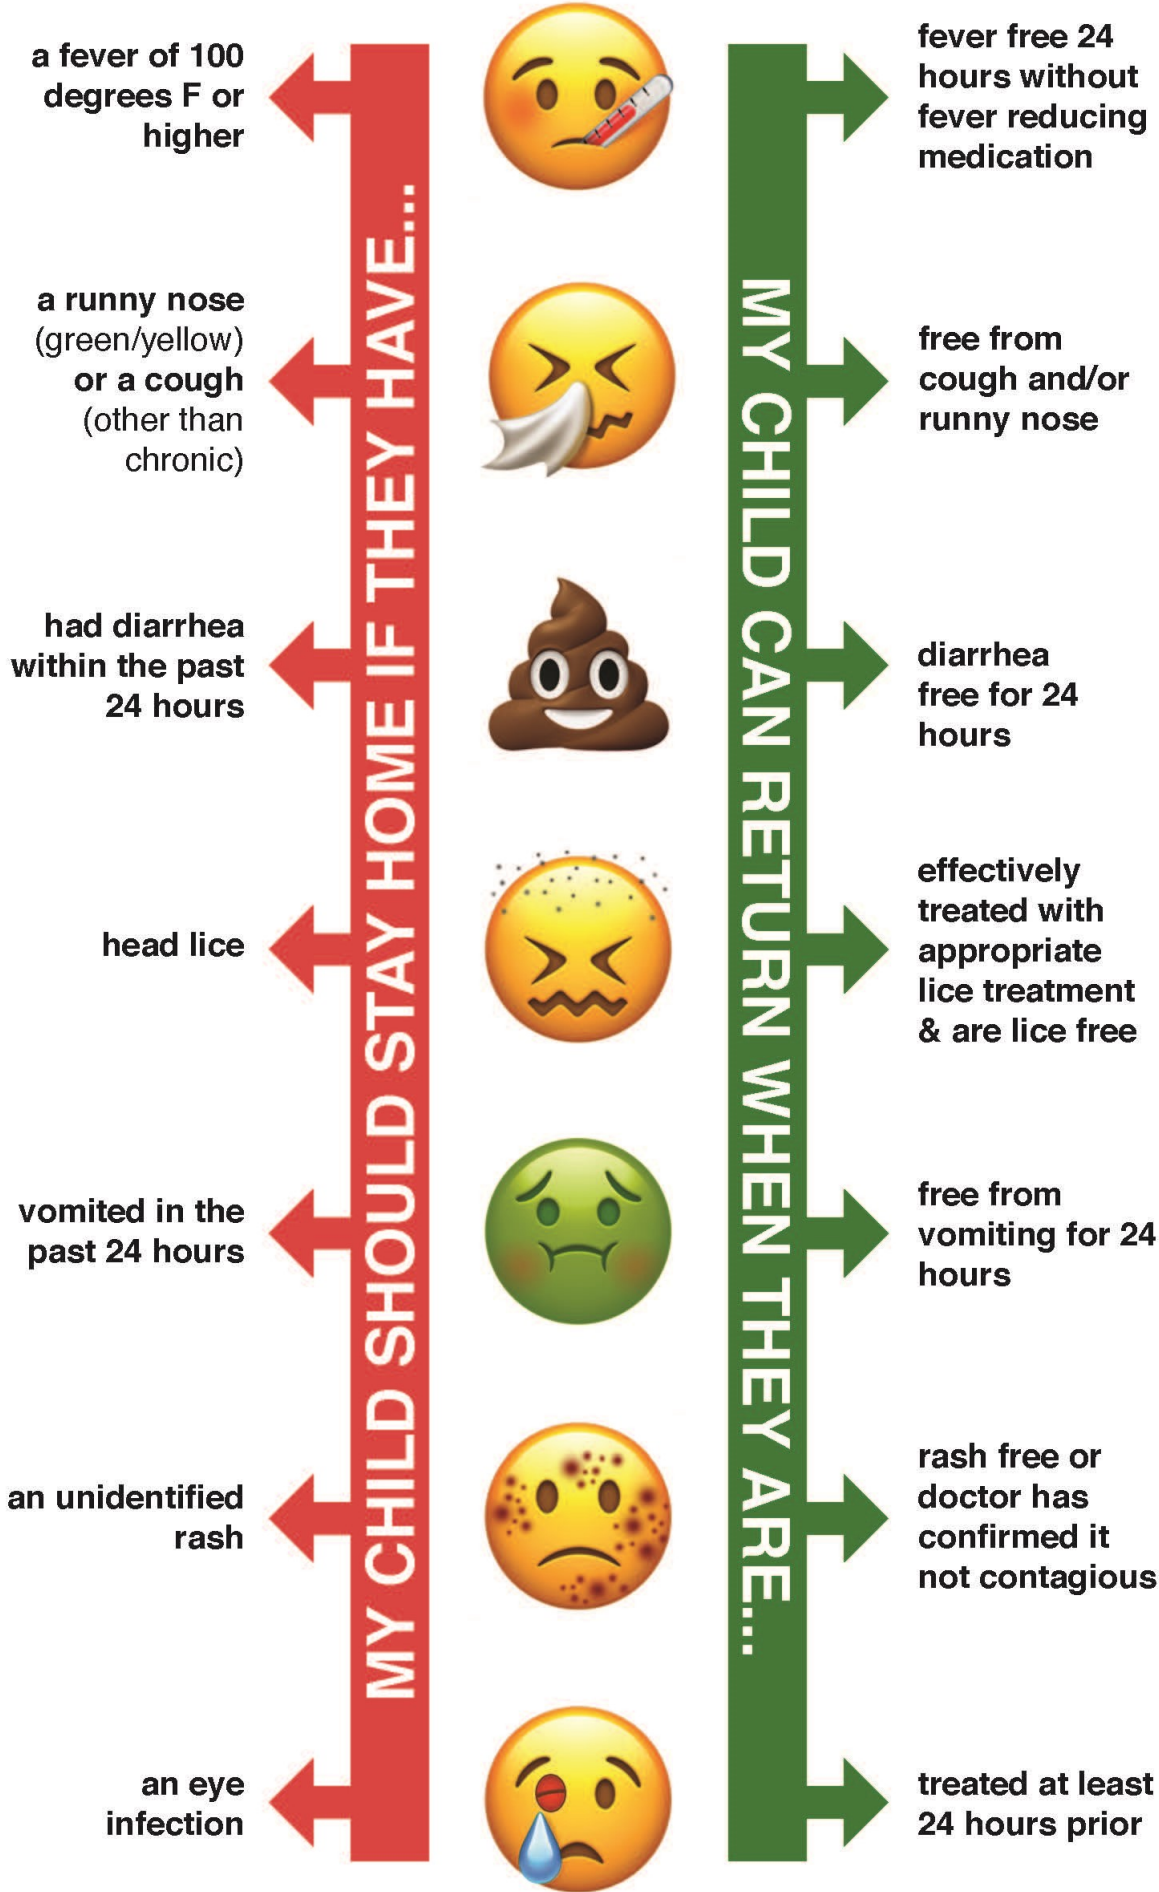 MY CHILD SHOULD STAY HOME IF THEY HAVE...
MY CHILD CAN RETURN WHEN THEY ARE...
a fever of 100
degrees F or
higher
fever free 24
hours without
fever reducing
medication
a runny nose
(green/yellow)
or a cough
(other than
chronic)
free from
cough and/or
runny nose
had diarrhea
within the past
24 hours
diarrhea
free for 24
hours
head lice
effectively
treated with
appropriate
lice treatment
& are lice free
vomited in the
past 24 hours
free from
vomiting for 24
hours
an unidentified
rash
rash free or
doctor has
confirmed it
not contagious
an eye
infection
treated at least
24 hours prior